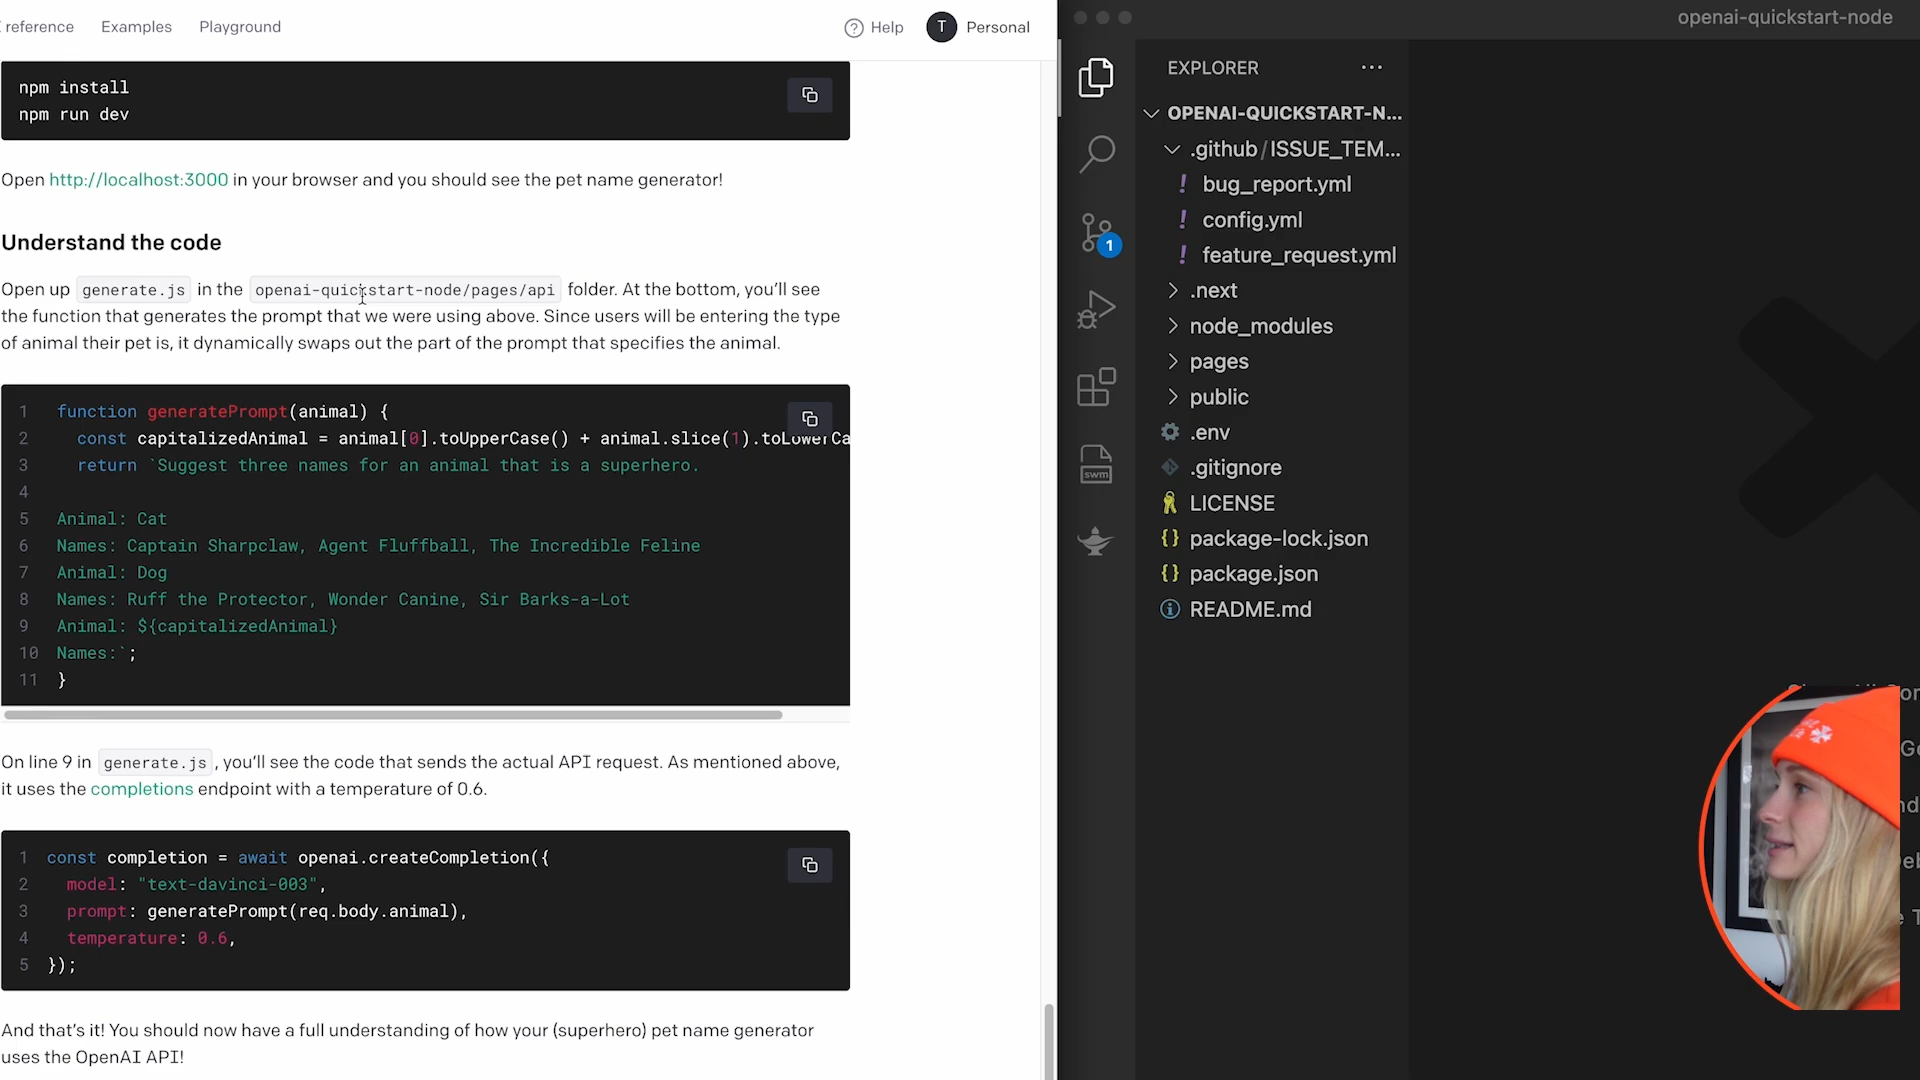 reference Examples Playground Help T Personal
npm install
npm run dev
Open http://localhost:3000 in your browser and you should see the pet name generator!
Understand the code
Open up generate.js in the openai-quickstart-node/pages/api folder. At the bottom, you'll see
the function that generates the prompt that we were using above. Since users will be entering the type
of animal their pet is, it dynamically swaps out the part of the prompt that specifies the animal.
1 function generatePrompt(animal) {
2 const capitalizedAnimal = animal[0].toUpperCase() + animal.slice(1).toLowerCa
3 return `Suggest three names for an animal that is a superhero.
4
5 Animal: Cat
6 Names: Captain Sharpclaw, Agent Fluffball, The Incredible Feline
7 Animal: Dog
8 Names: Ruff the Protector, Wonder Canine, Sir Barks-a-Lot
9 Animal: ${capitalizedAnimal}
10 Names:`;
11 }
On line 9 in generate.js, you'll see the code that sends the actual API request. As mentioned above,
it uses the completions endpoint with a temperature of 0.6.
1 const completion = await openai.createCompletion({
2 model: "text-davinci-003",
3 prompt: generatePrompt(req.body.animal),
4 temperature: 0.6,
5 });
And that's it! You should now have a full understanding of how your (superhero) pet name generator
uses the OpenAI API!
openai-quickstart-node
EXPLORER ...
OPENAI-QUICKSTART-N...
.github/ISSUE_TEM...
! bug_report.yml
! config.yml
! feature_request.yml
.next
node_modules
pages
public
.env
.gitignore
LICENSE
{} package-lock.json
{} package.json
README.md
1
swm